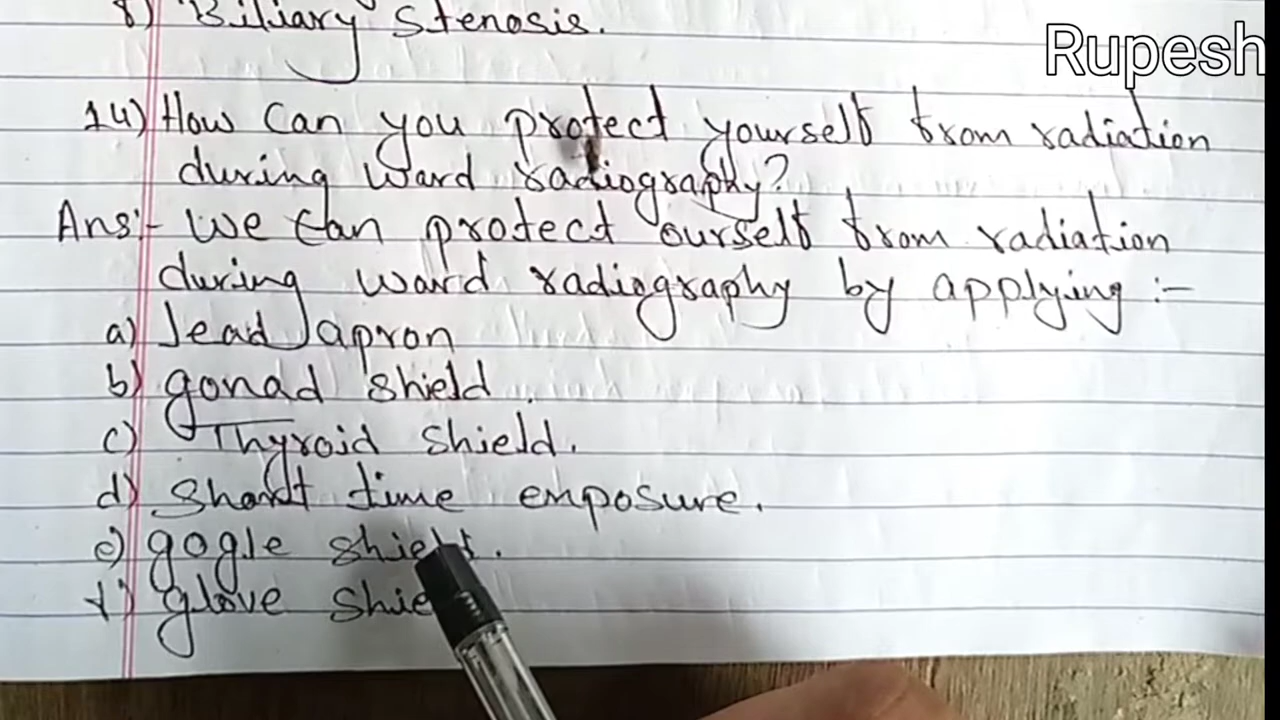 8) Biliary Stenosis.
Rupesh
14) How Can you protect yourself from radiation
during ward radiography?
Ans:- We can protect ourself from radiation
during ward radiography by applying :-
a) lead apron
b) gonad shield.
c) Thyroid shield.
d) Short time emposure.
e) gogle shield.
f) glove